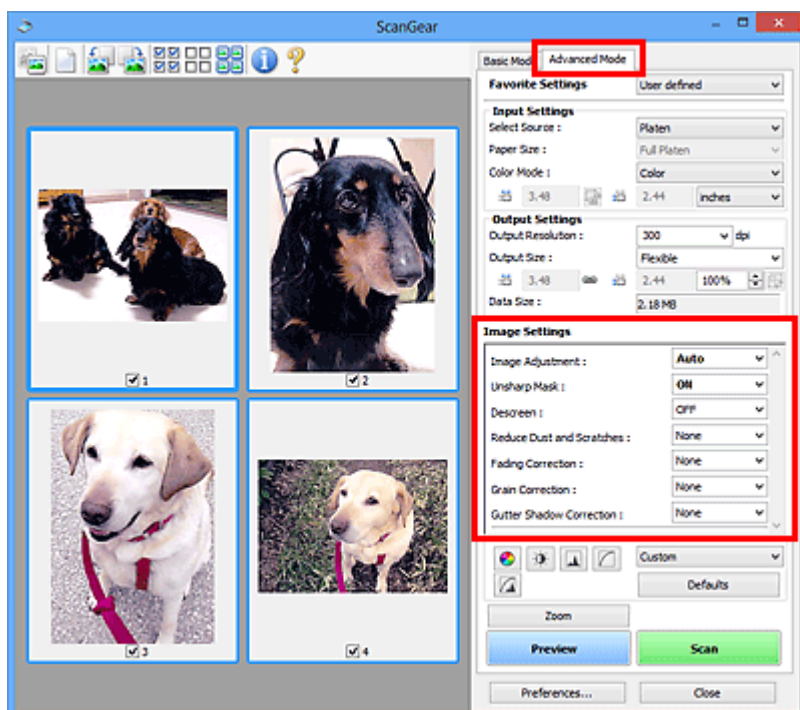 ScanGear
Basic Mode
Advanced Mode
Favorite Settings
User defined
Input Settings
Select Source :
Platen
Paper Size :
Full Platen
Color Mode :
Color
3.48
2.44
inches
Output Settings
Output Resolution :
300
dpi
Output Size :
Flexible
3.48
2.44
100%
Data Size :
2.18 MB
Image Settings
Image Adjustment :
Auto
Unsharp Mask :
ON
Descreen :
OFF
Reduce Dust and Scratches :
None
Fading Correction :
None
Grain Correction :
None
Gutter Shadow Correction :
None
Custom
Defaults
Zoom
Preview
Scan
Preferences...
Close
1
2
3
4